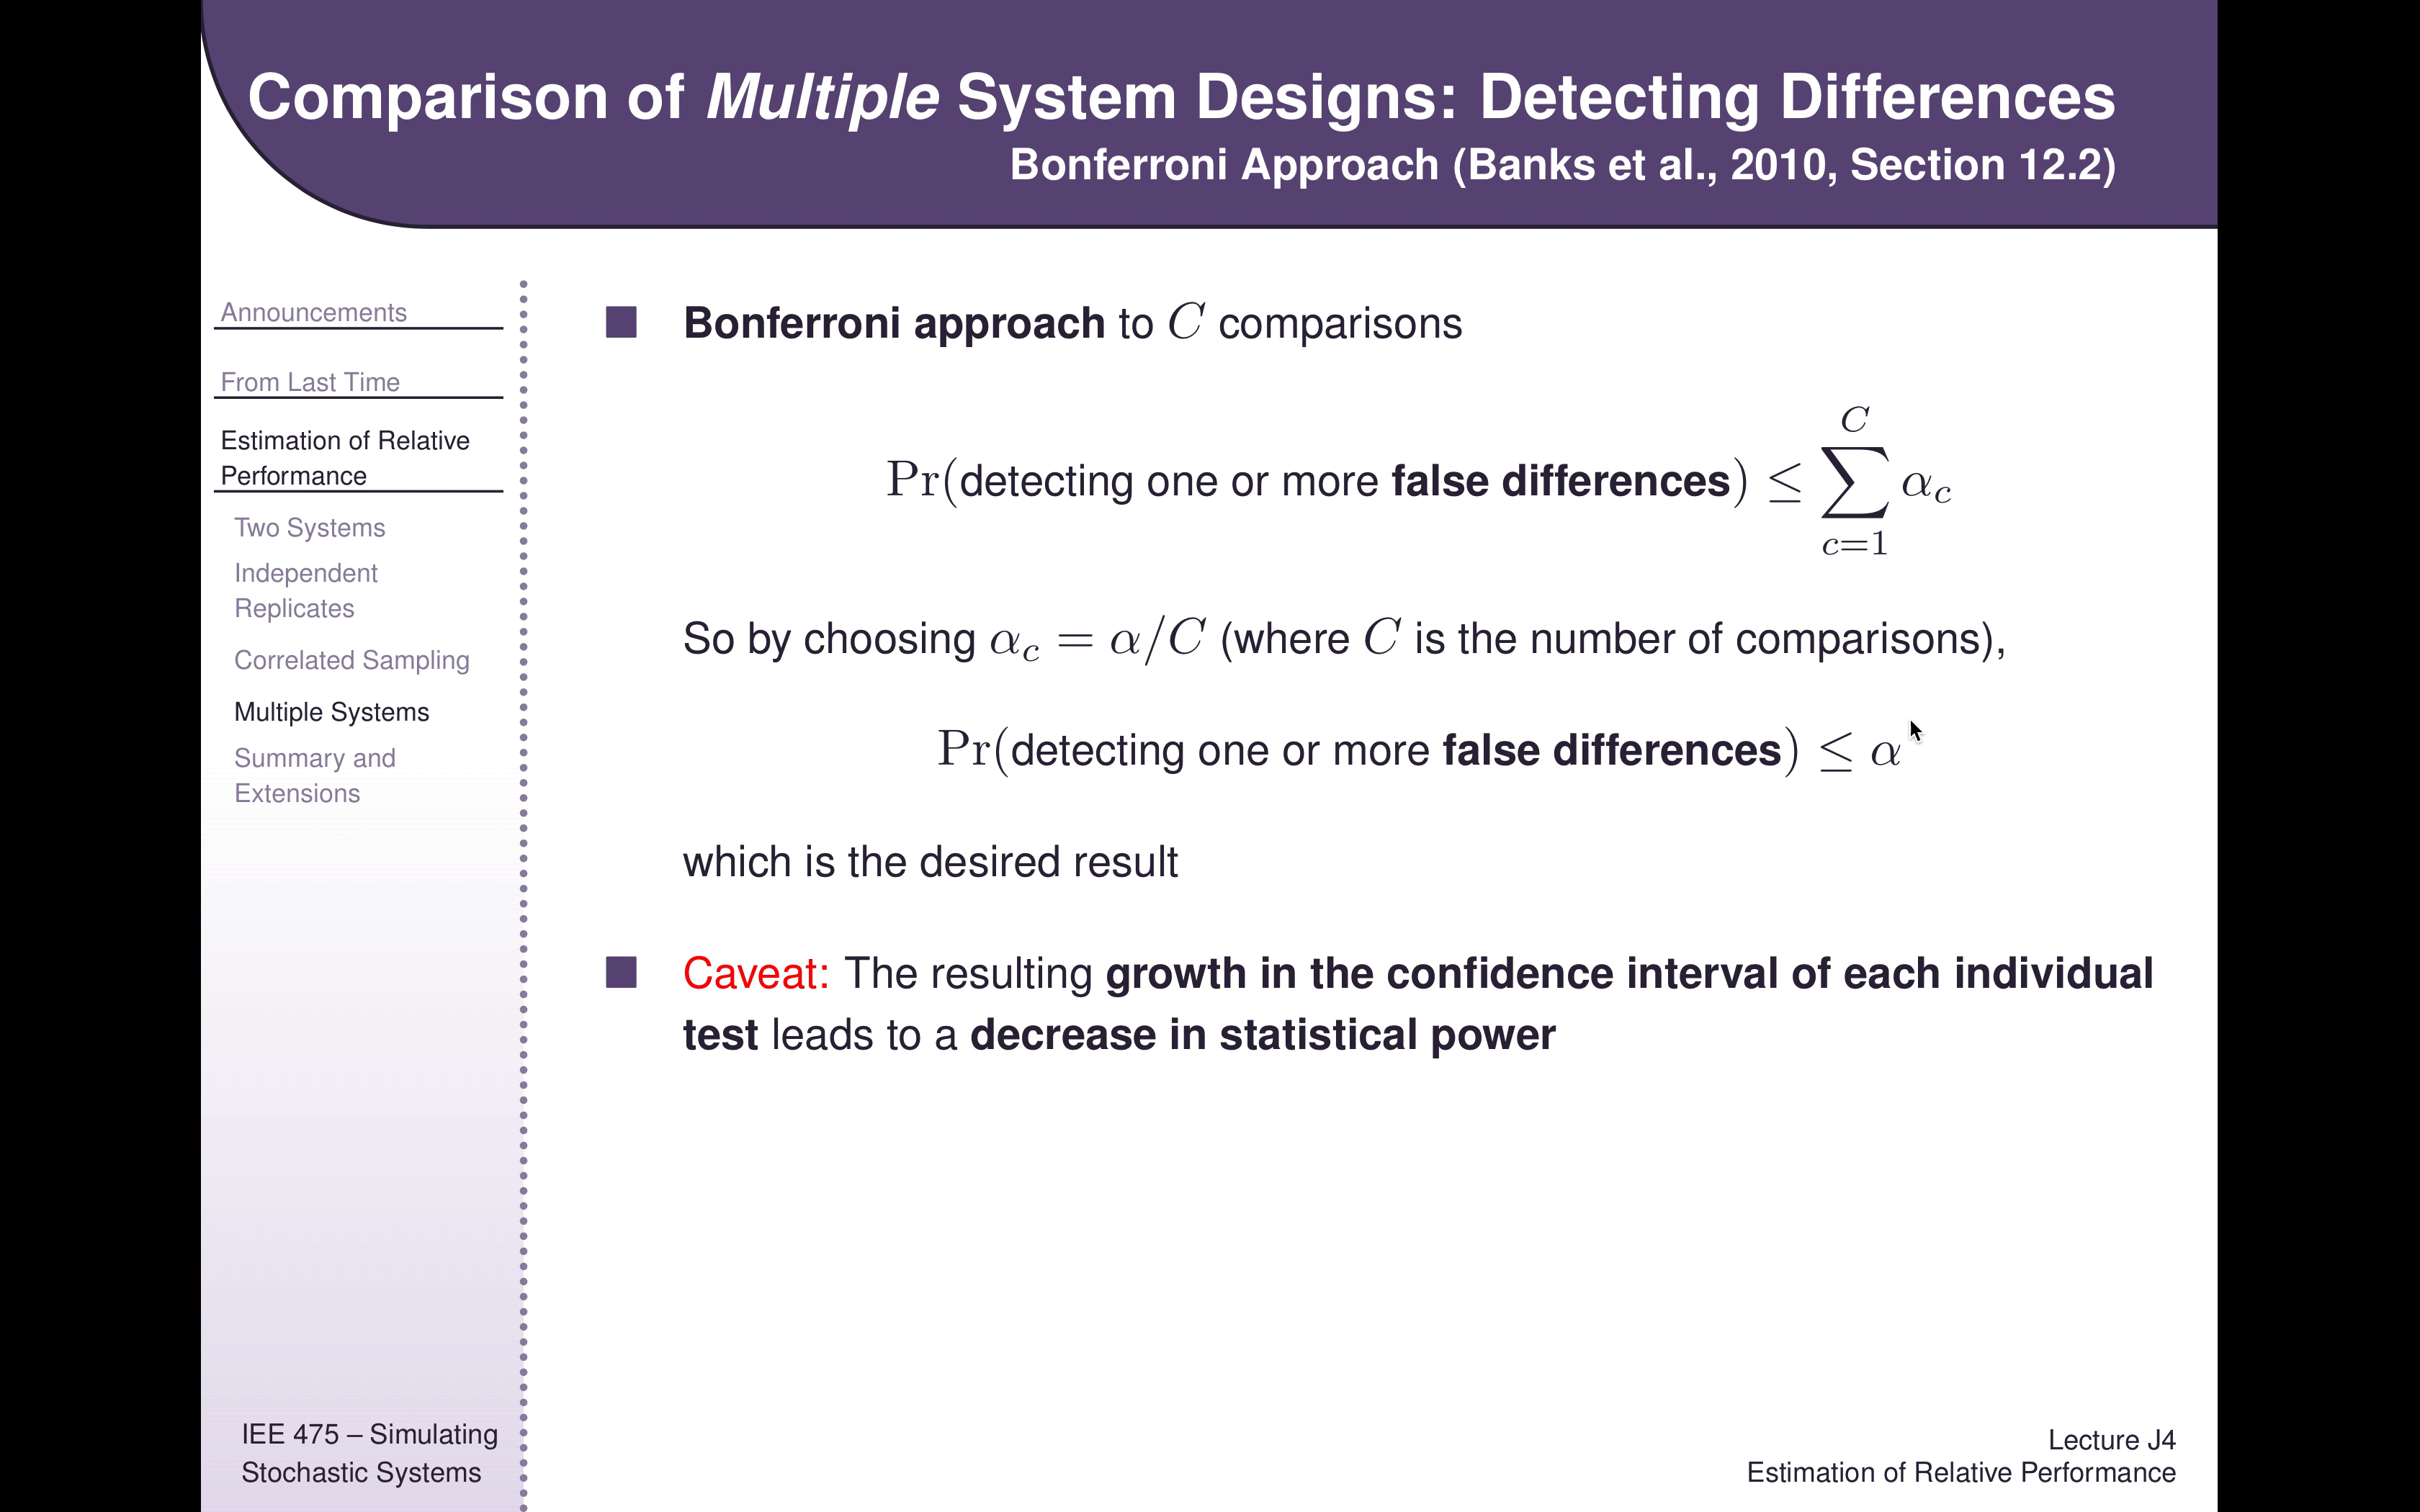 Comparison of Multiple System Designs: Detecting Differences
Bonferroni Approach (Banks et al., 2010, Section 12.2)
Announcements
From Last Time
Estimation of Relative
Performance
Two Systems
Independent
Replicates
Correlated Sampling
Multiple Systems
Summary and
Extensions
IEE 475 – Simulating
Stochastic Systems
Bonferroni approach to C comparisons
Pr(detecting one or more false differences) ≤ ∑_{c=1}^{C} α_c
So by choosing α_c = α/C (where C is the number of comparisons),
Pr(detecting one or more false differences) ≤ α
which is the desired result
Caveat: The resulting growth in the confidence interval of each individual
test leads to a decrease in statistical power
Lecture J4
Estimation of Relative Performance